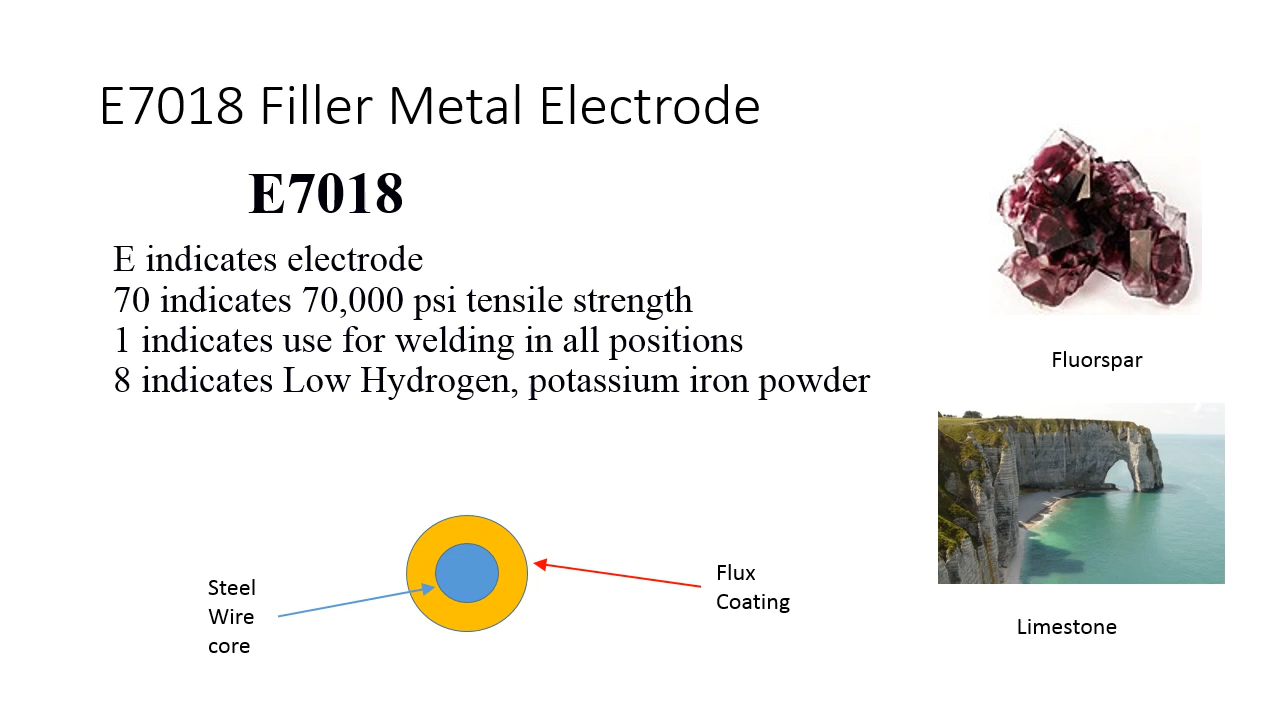 E7018 Filler Metal Electrode
E7018
E indicates electrode
70 indicates 70,000 psi tensile strength
1 indicates use for welding in all positions
8 indicates Low Hydrogen, potassium iron powder
Fluorspar
Steel
Wire
core
Flux
Coating
Limestone